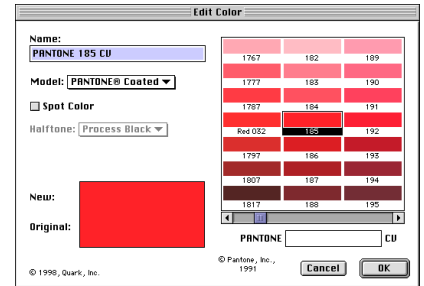 Edit Color
Name:
PANTONE 185 CV
Model: PANTONE® Coated
Spot Color
Halftone: Process Black
New:
Original:
© 1998, Quark, Inc.
1767 182 189
1777 183 190
1787 184 191
Red 032 185 192
1797 186 193
1807 187 194
1817 188 195
PANTONE CV
© Pantone, Inc.,
1991
Cancel OK